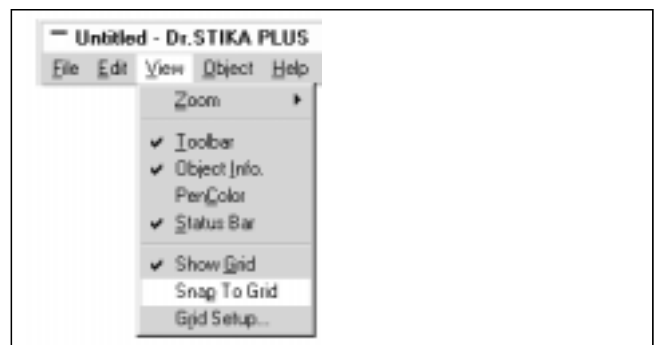 Untitled - Dr.STIKA PLUS
File Edit View Object Help
Zoom
Toolbar
Object Info.
PenColor
Status Bar
Show Grid
Snap To Grid
Grid Setup...